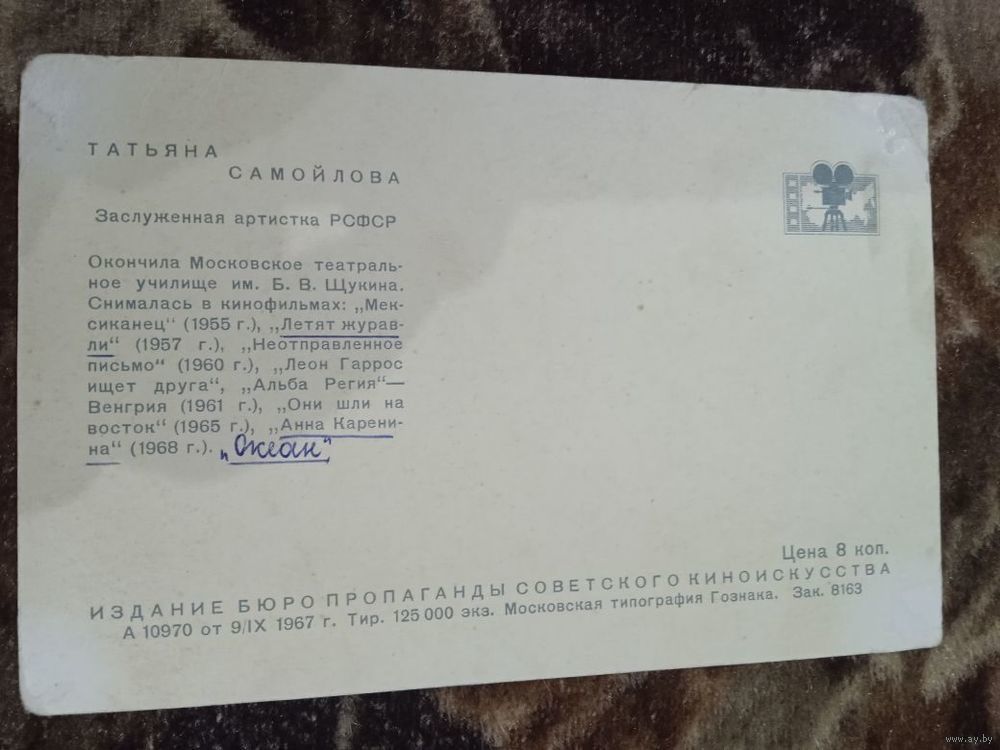 ТАТЬЯНА
САМОЙЛОВА
Заслуженная артистка РСФСР
Окончила Московское театраль-
ное училище им. Б. В. Щукина.
Снималась в кинофильмах: „Мек-
сиканец“ (1955 г.), „Летят журав-
ли“ (1957 г.), „Неотправленное
письмо“ (1960 г.), „Леон Гаррос
ищет друга“, „Альба Регия“—
Венгрия (1961 г.), „Они шли на
восток“ (1965 г.), „Анна Карени-
на“ (1968 г.). „Океан“
Цена 8 коп.
ИЗДАНИЕ БЮРО ПРОПАГАНДЫ СОВЕТСКОГО КИНОИСКУССТВА
А 10970 от 9/IX 1967 г. Тир. 125 000 экз. Московская типография Гознака. Зак. 8163
www.ay.by